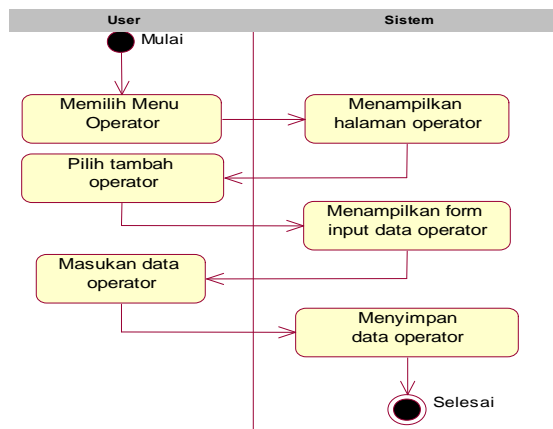 User
Sistem
Mulai
Memilih Menu
Operator
Menampilkan
halaman operator
Pilih tambah
operator
Menampilkan form
input data operator
Masukan data
operator
Menyimpan
data operator
Selesai